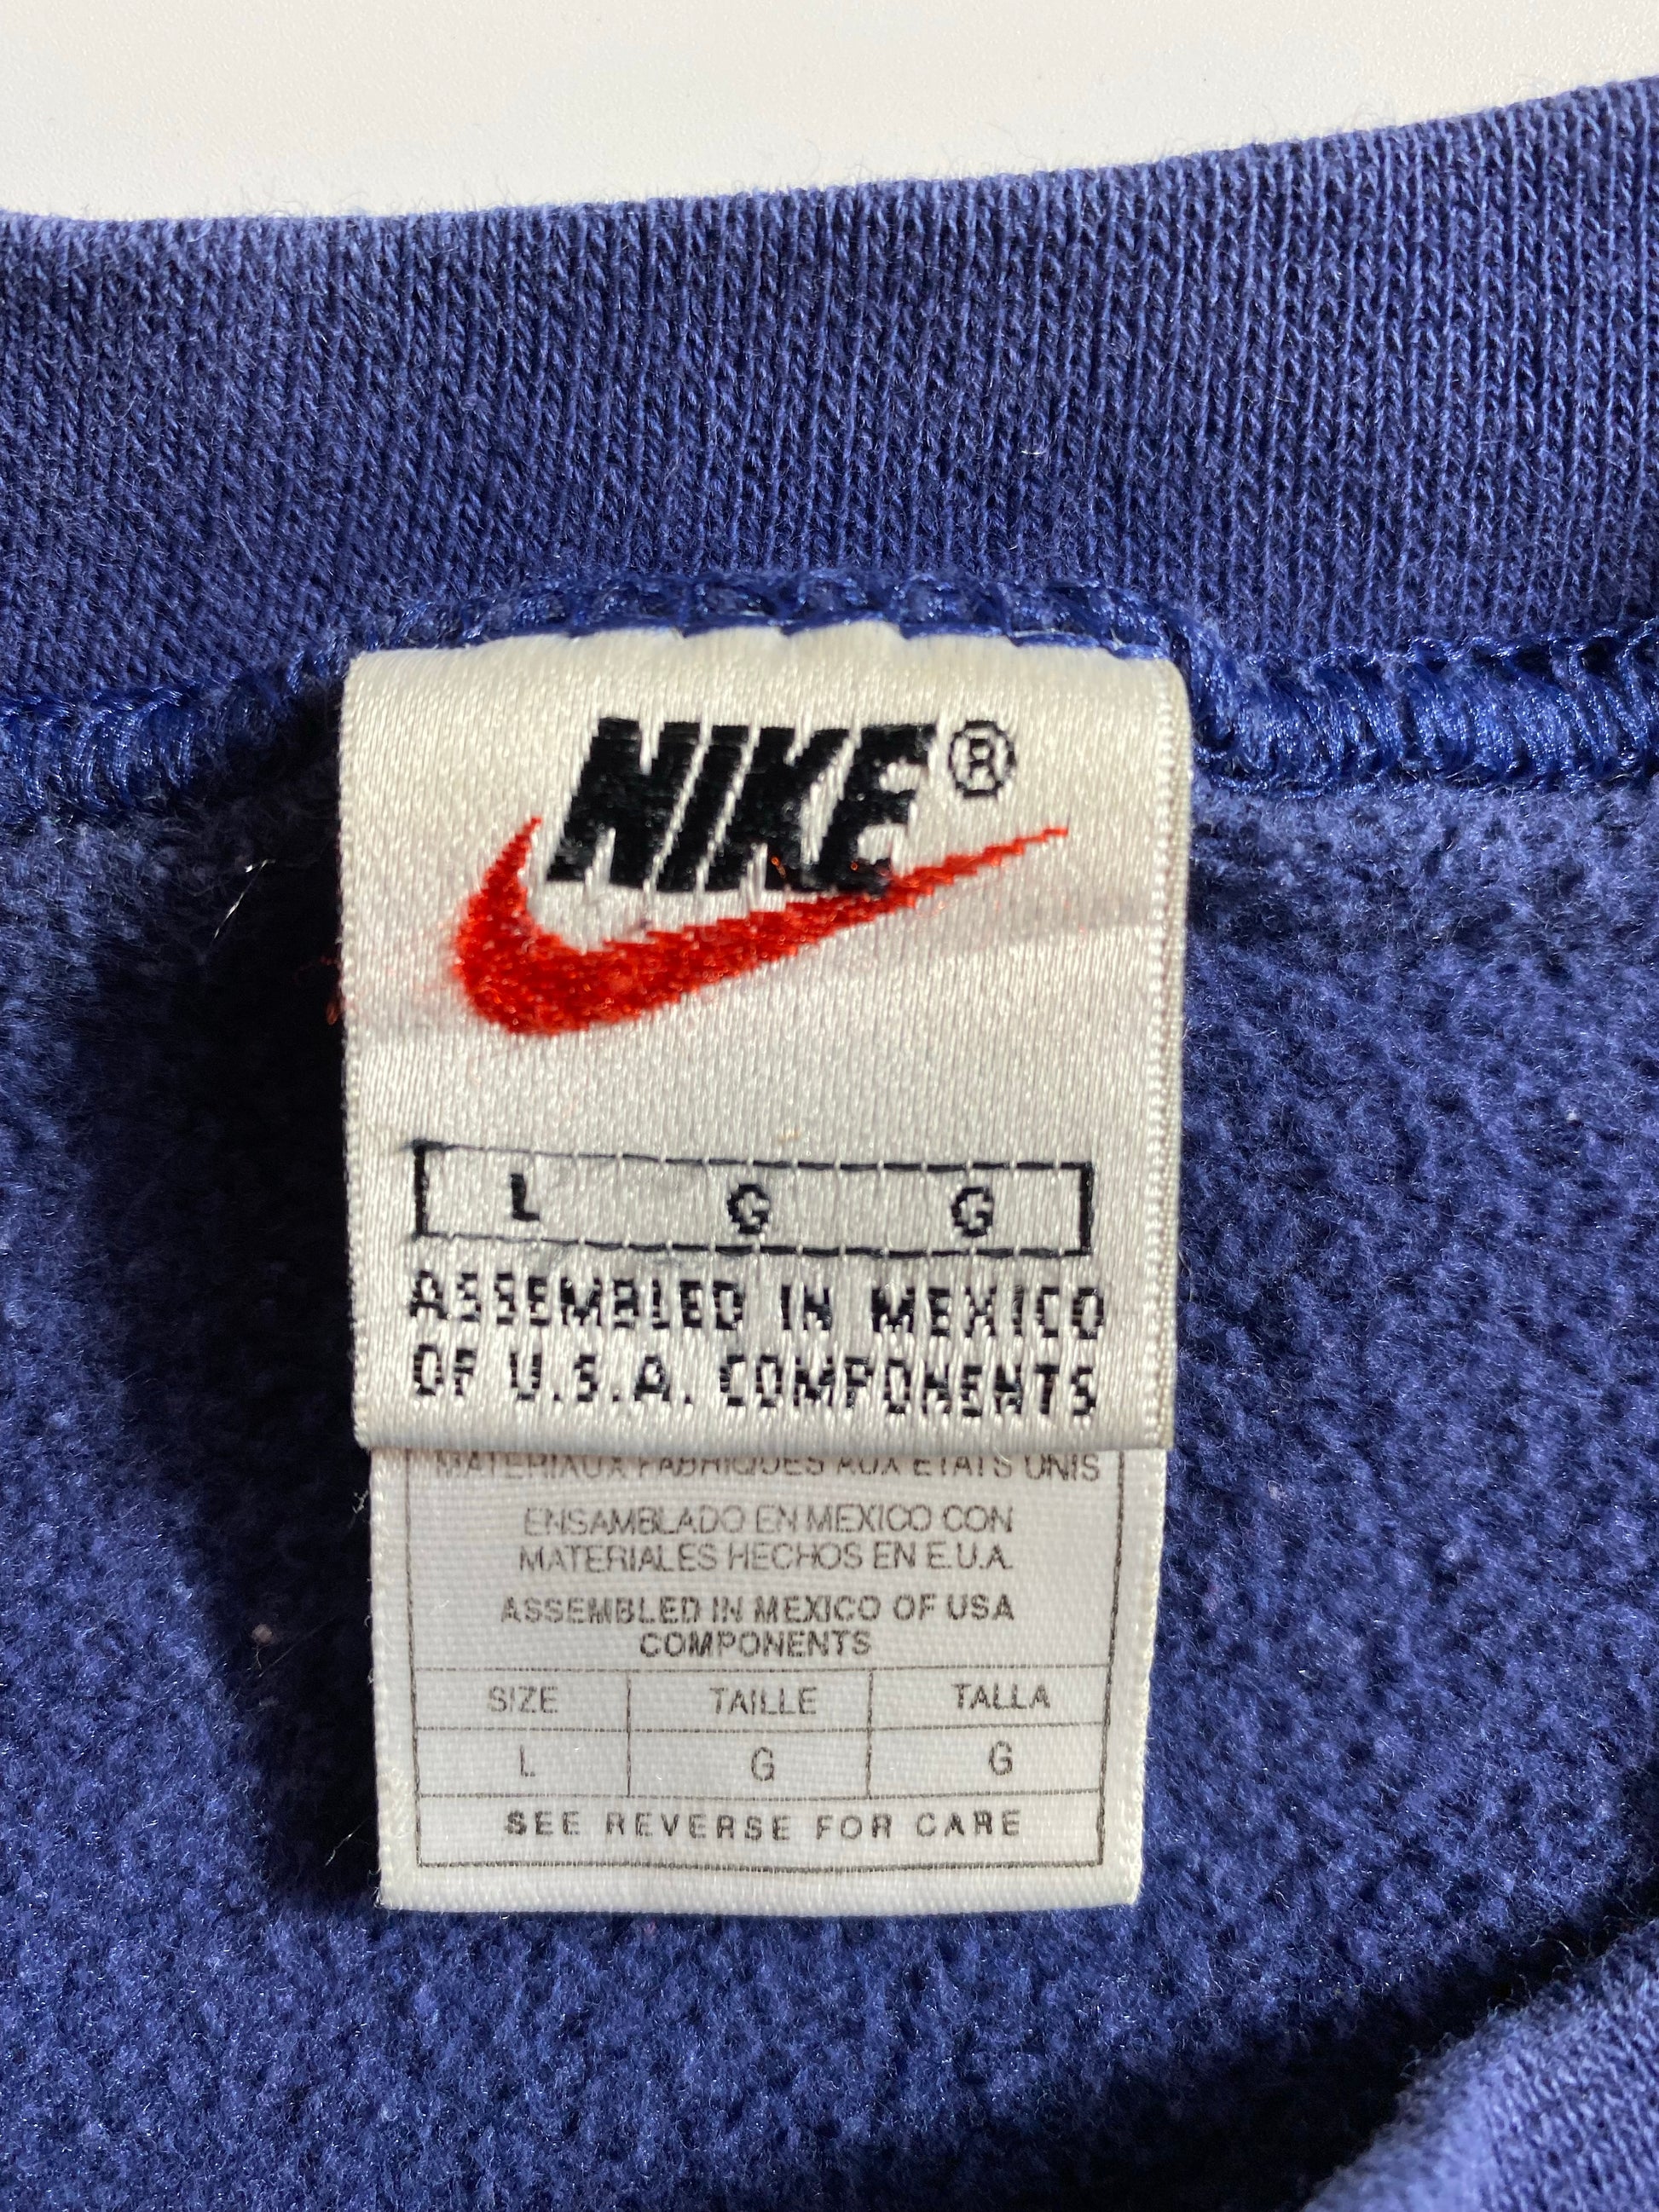 NIKE®
L G G
ASSEMBLED IN MEXICO
OF U.S.A. COMPONENTS
MATERIAUX FABRIQUES AUX ETATS UNIS
ENSAMBLADO EN MEXICO CON
MATERIALES HECHOS EN E.U.A.
ASSEMBLED IN MEXICO OF USA
COMPONENTS
SIZE TAILLE TALLA
L G G
SEE REVERSE FOR CARE